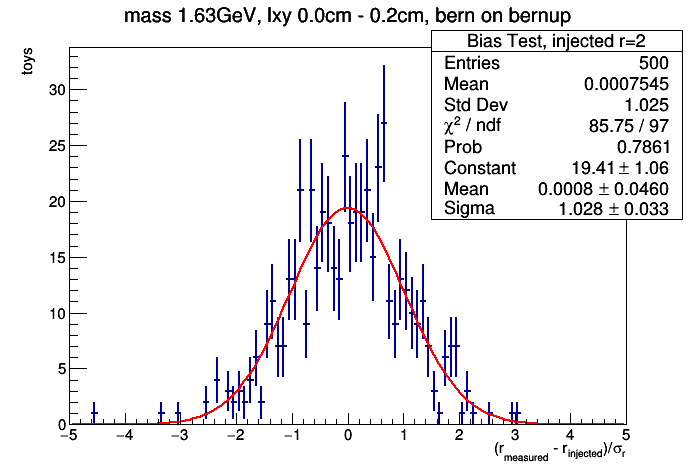 mass 1.63GeV, lxy 0.0cm - 0.2cm, bern on bernup
Bias Test, injected r=2
Entries 500
Mean 0.0007545
Std Dev 1.025
χ² / ndf 85.75 / 97
Prob 0.7861
Constant 19.41 ± 1.06
Mean 0.0008 ± 0.0460
Sigma 1.028 ± 0.033
toys
30
25
20
15
10
5
0
−5 −4 −3 −2 −1 0 1 2 3 4 5
(r_measured - r_injected)/σ_r